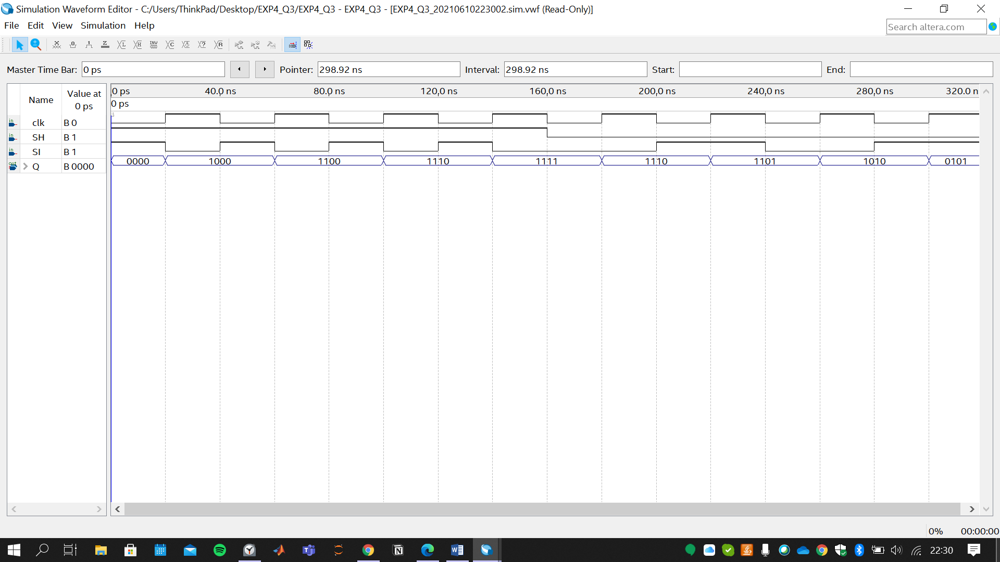 Simulation Waveform Editor - C:/Users/ThinkPad/Desktop/EXP4_Q3/EXP4_Q3 - EXP4_Q3 - [EXP4_Q3_20210610223002.sim.vwf (Read-Only)]
File Edit View Simulation Help
Search altera.com
Master Time Bar: 0 ps Pointer: 298.92 ns Interval: 298.92 ns Start: End:
Name Value at 0 ps
0 ps 40.0 ns 80.0 ns 120.0 ns 160.0 ns 200.0 ns 240.0 ns 280.0 ns 320.0 n
0 ps
in clk B 0
in SH B 1
in SI B 1
out Q B 0000 0000 1000 1100 1110 1111 1110 1101 1010 0101
0% 00:00:00
22:30